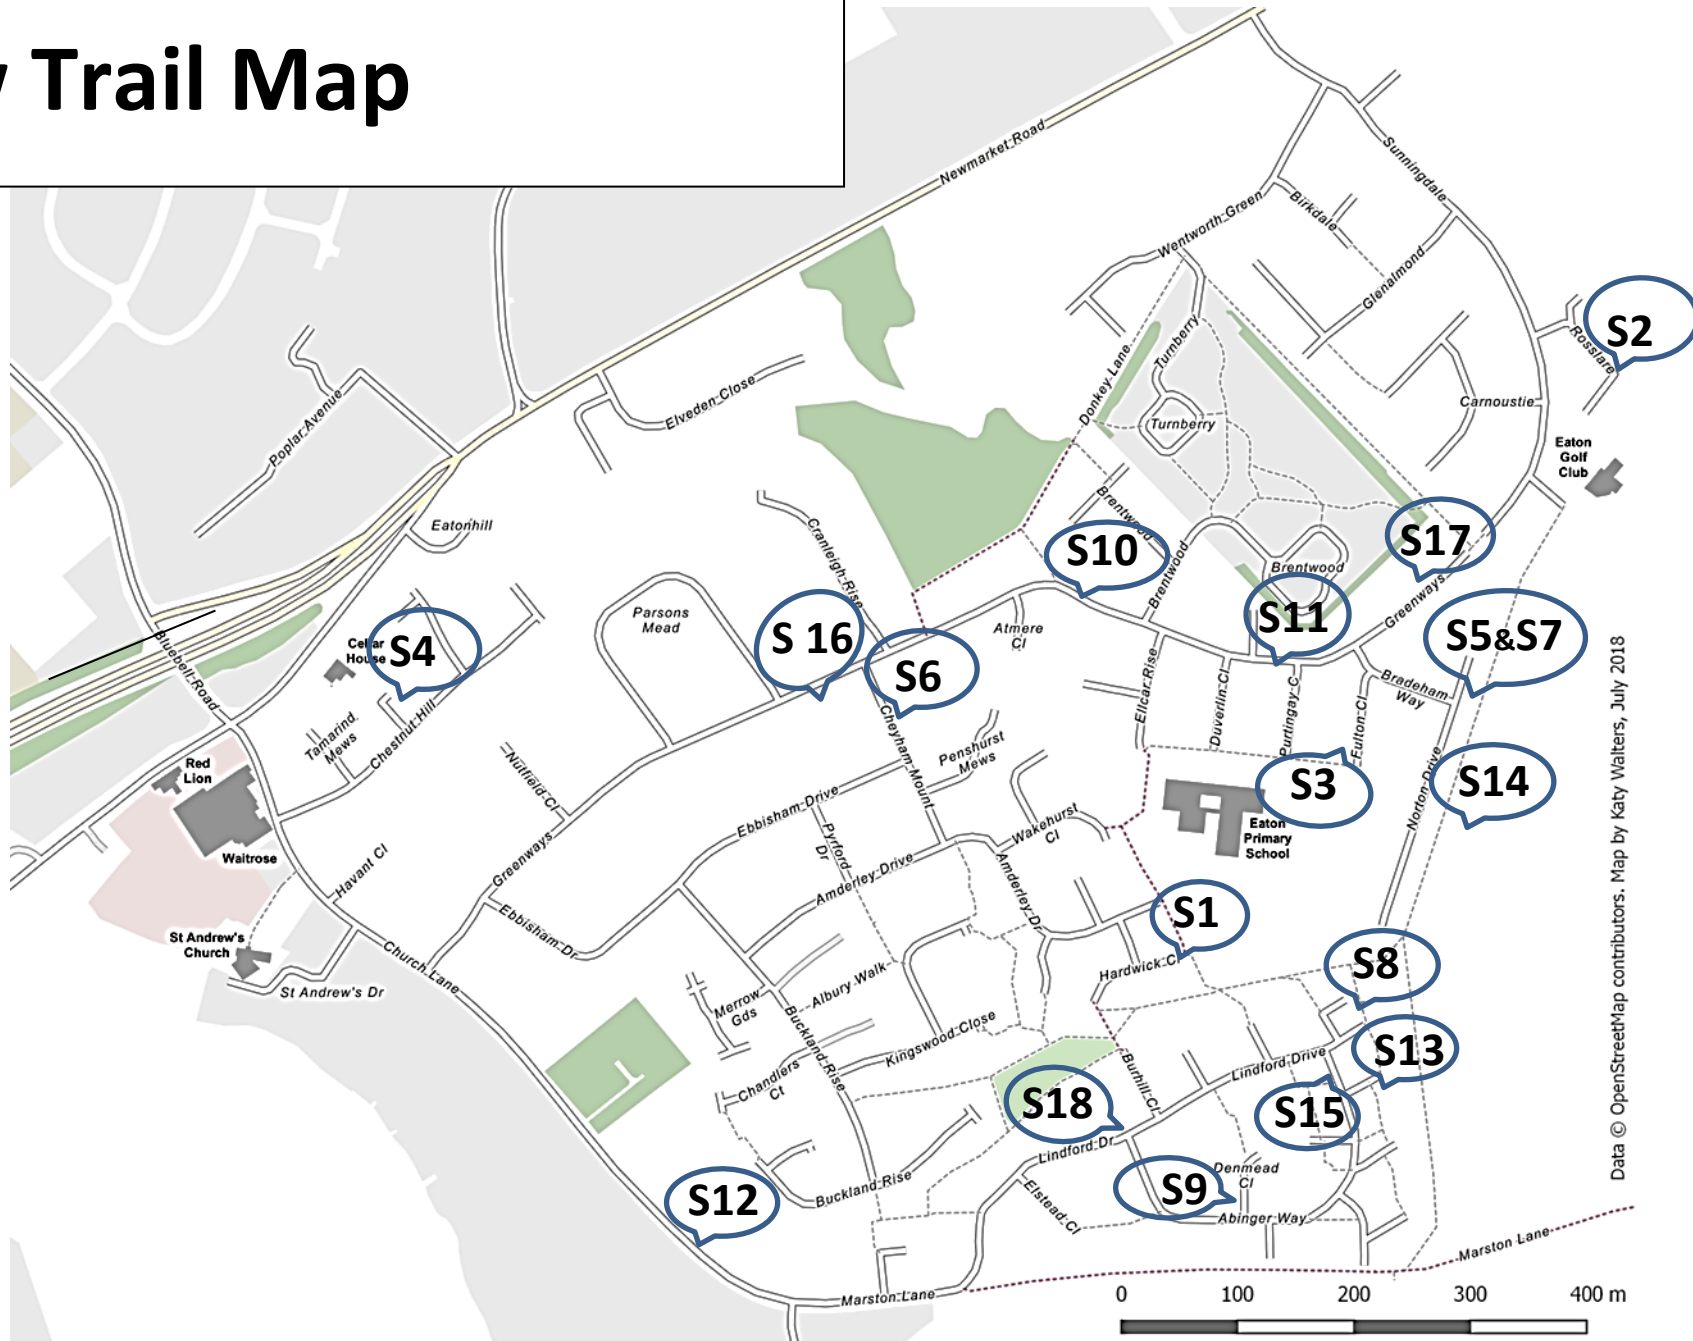 Trail Map
Newmarket Road
Sunningdale
Birkdale
Wentworth Green
Glenalmond
Rosslare
S2
Turnberry
Donkey Lane
Turnberry
Carnoustie
Eaton
Golf
Club
Elveden Close
Poplar Avenue
Eatonhill
Cranleigh Rise
Brentwood
S10
Brentwood
Brentwood
S17
S11
Greenways
Parsons
Mead
Atmere
Cl
S 16
S6
S5&S7
Bluebell Road
Cellar
House
S4
Bradeham
Way
Ellcar Rise
Duverlin Cl
Purtingay C
Fulton Cl
Tamarind
Mews
Chestnut Hill
Cheyham Mount
Penshurst
Mews
Red
Lion
Nutfield Cl
Norton Drive
S3
S14
Ebbisham Drive
Pyrford
Dr
Wakehurst
Cl
Eaton
Primary
School
Waitrose
Greenways
Amderley Drive
Amderley Dr
Havant Cl
S1
Ebbisham Dr
St Andrew's
Church
Church Lane
Hardwick Cl
S8
St Andrew's Dr
Albury Walk
Merrow
Gds
Buckland Rise
Kingswood Close
S13
Lindford Drive
Chandlers
Ct
Burhill Cl
S18
S15
Lindford Dr
Buckland Rise
Denmead
Cl
S9
S12
Elstead Cl
Abinger Way
Marston Lane
Marston Lane
0 100 200 300 400 m
Data © OpenStreetMap contributors. Map by Katy Walters, July 2018